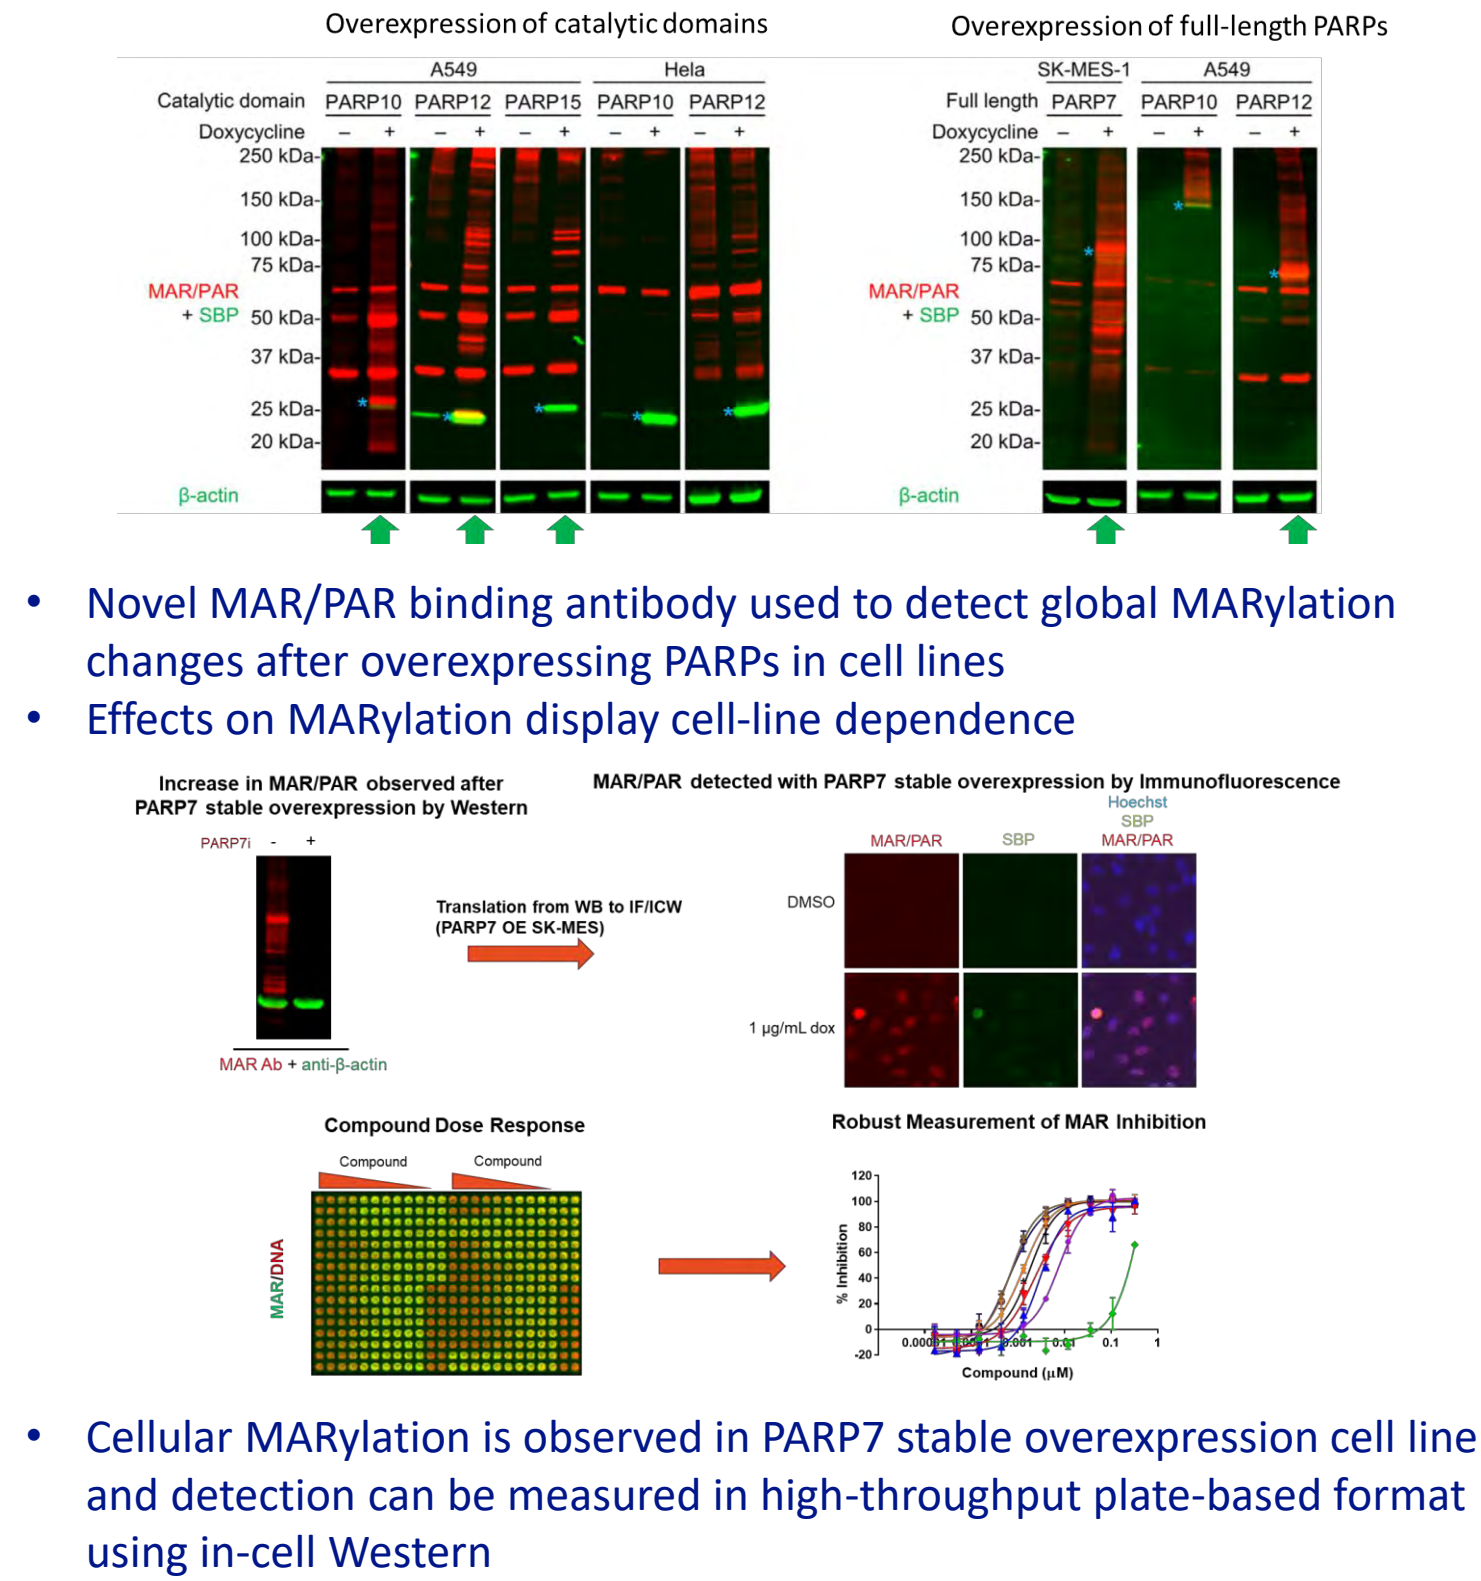 Overexpression of catalytic domains
Overexpression of full-length PARPs
A549 Hela
Catalytic domain PARP10 PARP12 PARP15 PARP10 PARP12
Doxycycline – + – + – + – + – +
250 kDa-
150 kDa-
100 kDa-
75 kDa-
MAR/PAR
+ SBP 50 kDa-
37 kDa-
25 kDa-
20 kDa-
β-actin
* * * * *
SK-MES-1 A549
Full length PARP7 PARP10 PARP12
Doxycycline – + – + – +
250 kDa-
150 kDa-
100 kDa-
75 kDa-
MAR/PAR
+ SBP 50 kDa-
37 kDa-
25 kDa-
20 kDa-
β-actin
* * *
• Novel MAR/PAR binding antibody used to detect global MARylation
changes after overexpressing PARPs in cell lines
• Effects on MARylation display cell-line dependence
Increase in MAR/PAR observed after
PARP7 stable overexpression by Western
PARP7i - +
MAR Ab + anti-β-actin
Translation from WB to IF/ICW
(PARP7 OE SK-MES)
MAR/PAR detected with PARP7 stable overexpression by Immunofluorescence
Hoechst
SBP
MAR/PAR SBP MAR/PAR
DMSO
1 µg/mL dox
Compound Dose Response
Compound Compound
MAR/DNA
Robust Measurement of MAR Inhibition
120
100
80
60
40
20
0
-20
% Inhibition
0.001 0.01 0.1 1
Compound (µM)
• Cellular MARylation is observed in PARP7 stable overexpression cell line
and detection can be measured in high-throughput plate-based format
using in-cell Western